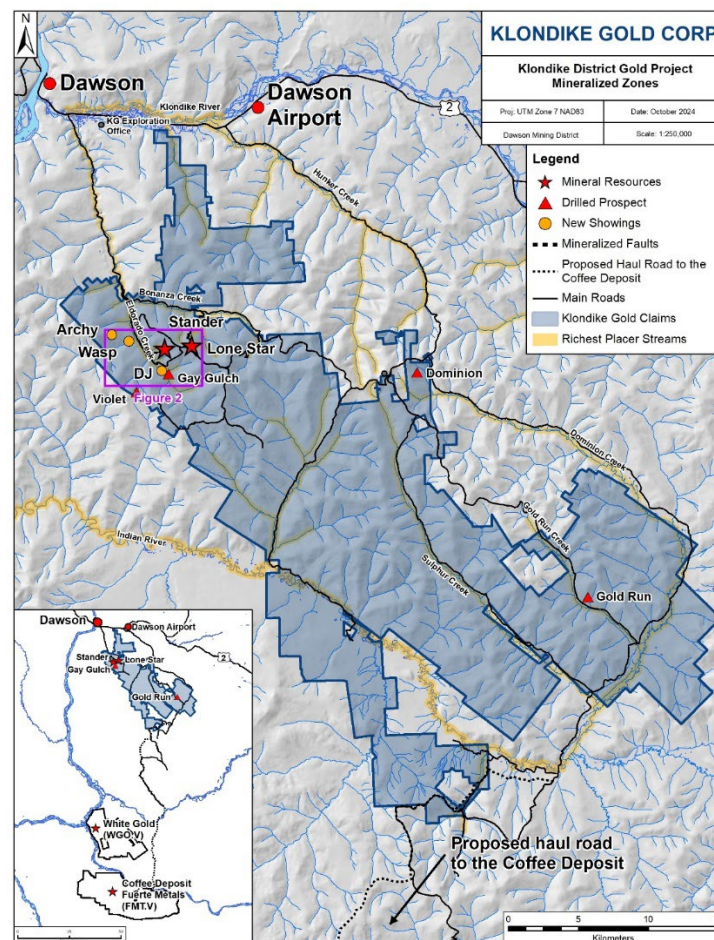 N
KLONDIKE GOLD CORP
Klondike District Gold Project
Mineralized Zones
Proj: UTM Zone 7 NAD83
Date: October 2024
Dawson Mining District
Scale: 1:250,000
Legend
Mineral Resources
Drilled Prospect
New Showings
Mineralized Faults
Proposed Haul Road to the
Coffee Deposit
Main Roads
Klondike Gold Claims
Richest Placer Streams
Dawson
Klondike River
Dawson
Airport
2
KG Exploration
Office
Hunker Creek
Bonanza Creek
Eldorado Creek
Stander
Archy
Wasp
Lone Star
DJ
Gay Gulch
Figure 2
Violet
Dominion
Dominion Creek
Indian River
Gold Run Creek
Sulphur Creek
Gold Run
Proposed haul road
to the Coffee Deposit
Dawson
Dawson Airport
2
Stander
Lone Star
Gay Gulch
Gold Run
White Gold
(WGO.V)
Coffee Deposit
Fuerte Metals
(FMT.V)
0 5 10 15
Kilometers